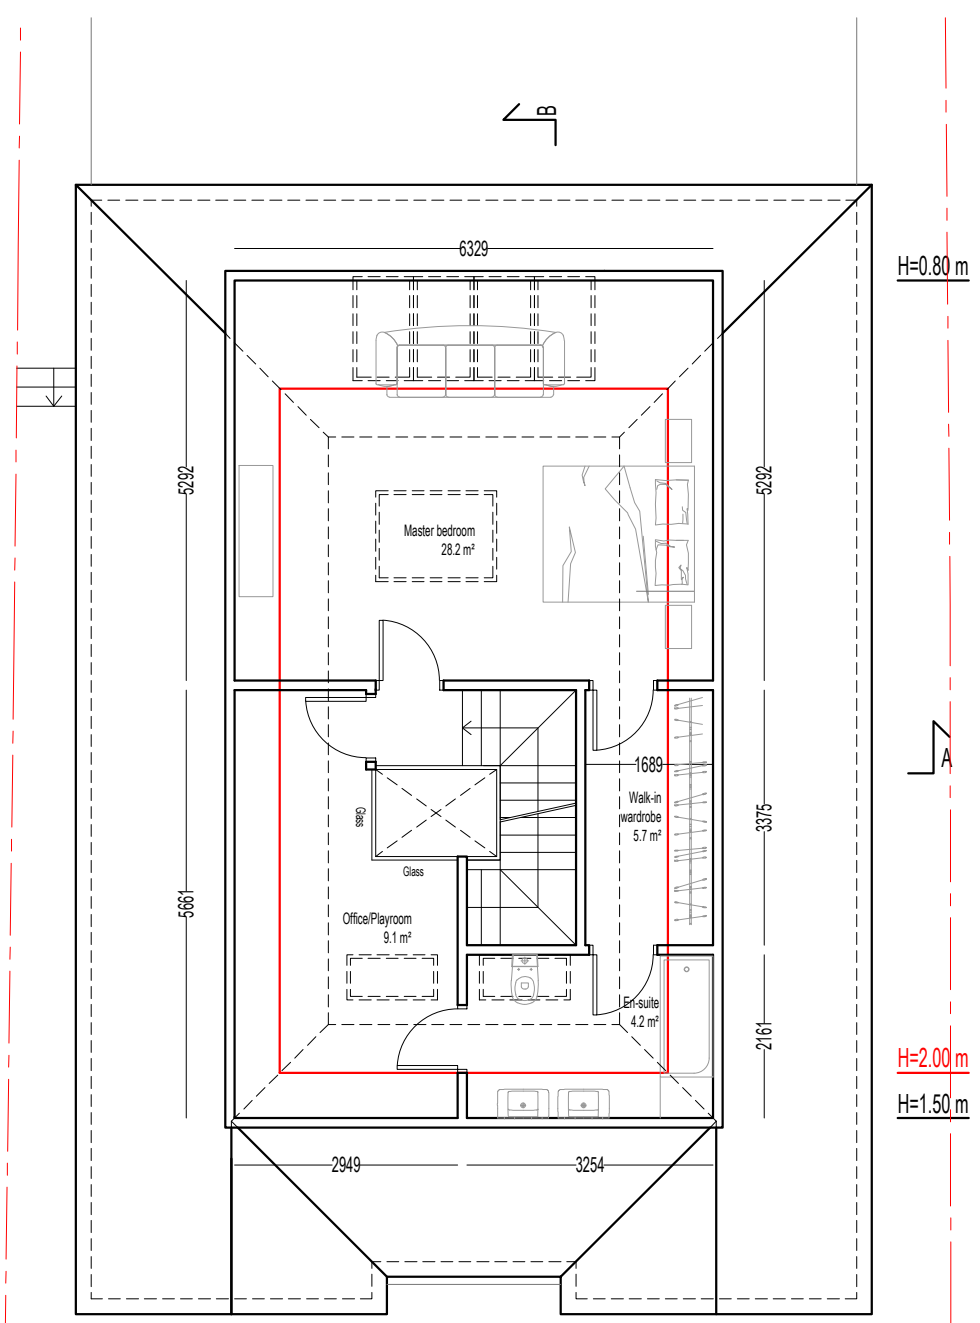 B
6329
H=0.80 m
5292
5292
Master bedroom
28.2 m²
A
1689
Walk-in
wardrobe
5.7 m²
3375
Glass
Glass
5661
Office/Playroom
9.1 m²
En-suite
4.2 m²
2161
H=2.00 m
H=1.50 m
2949
3254